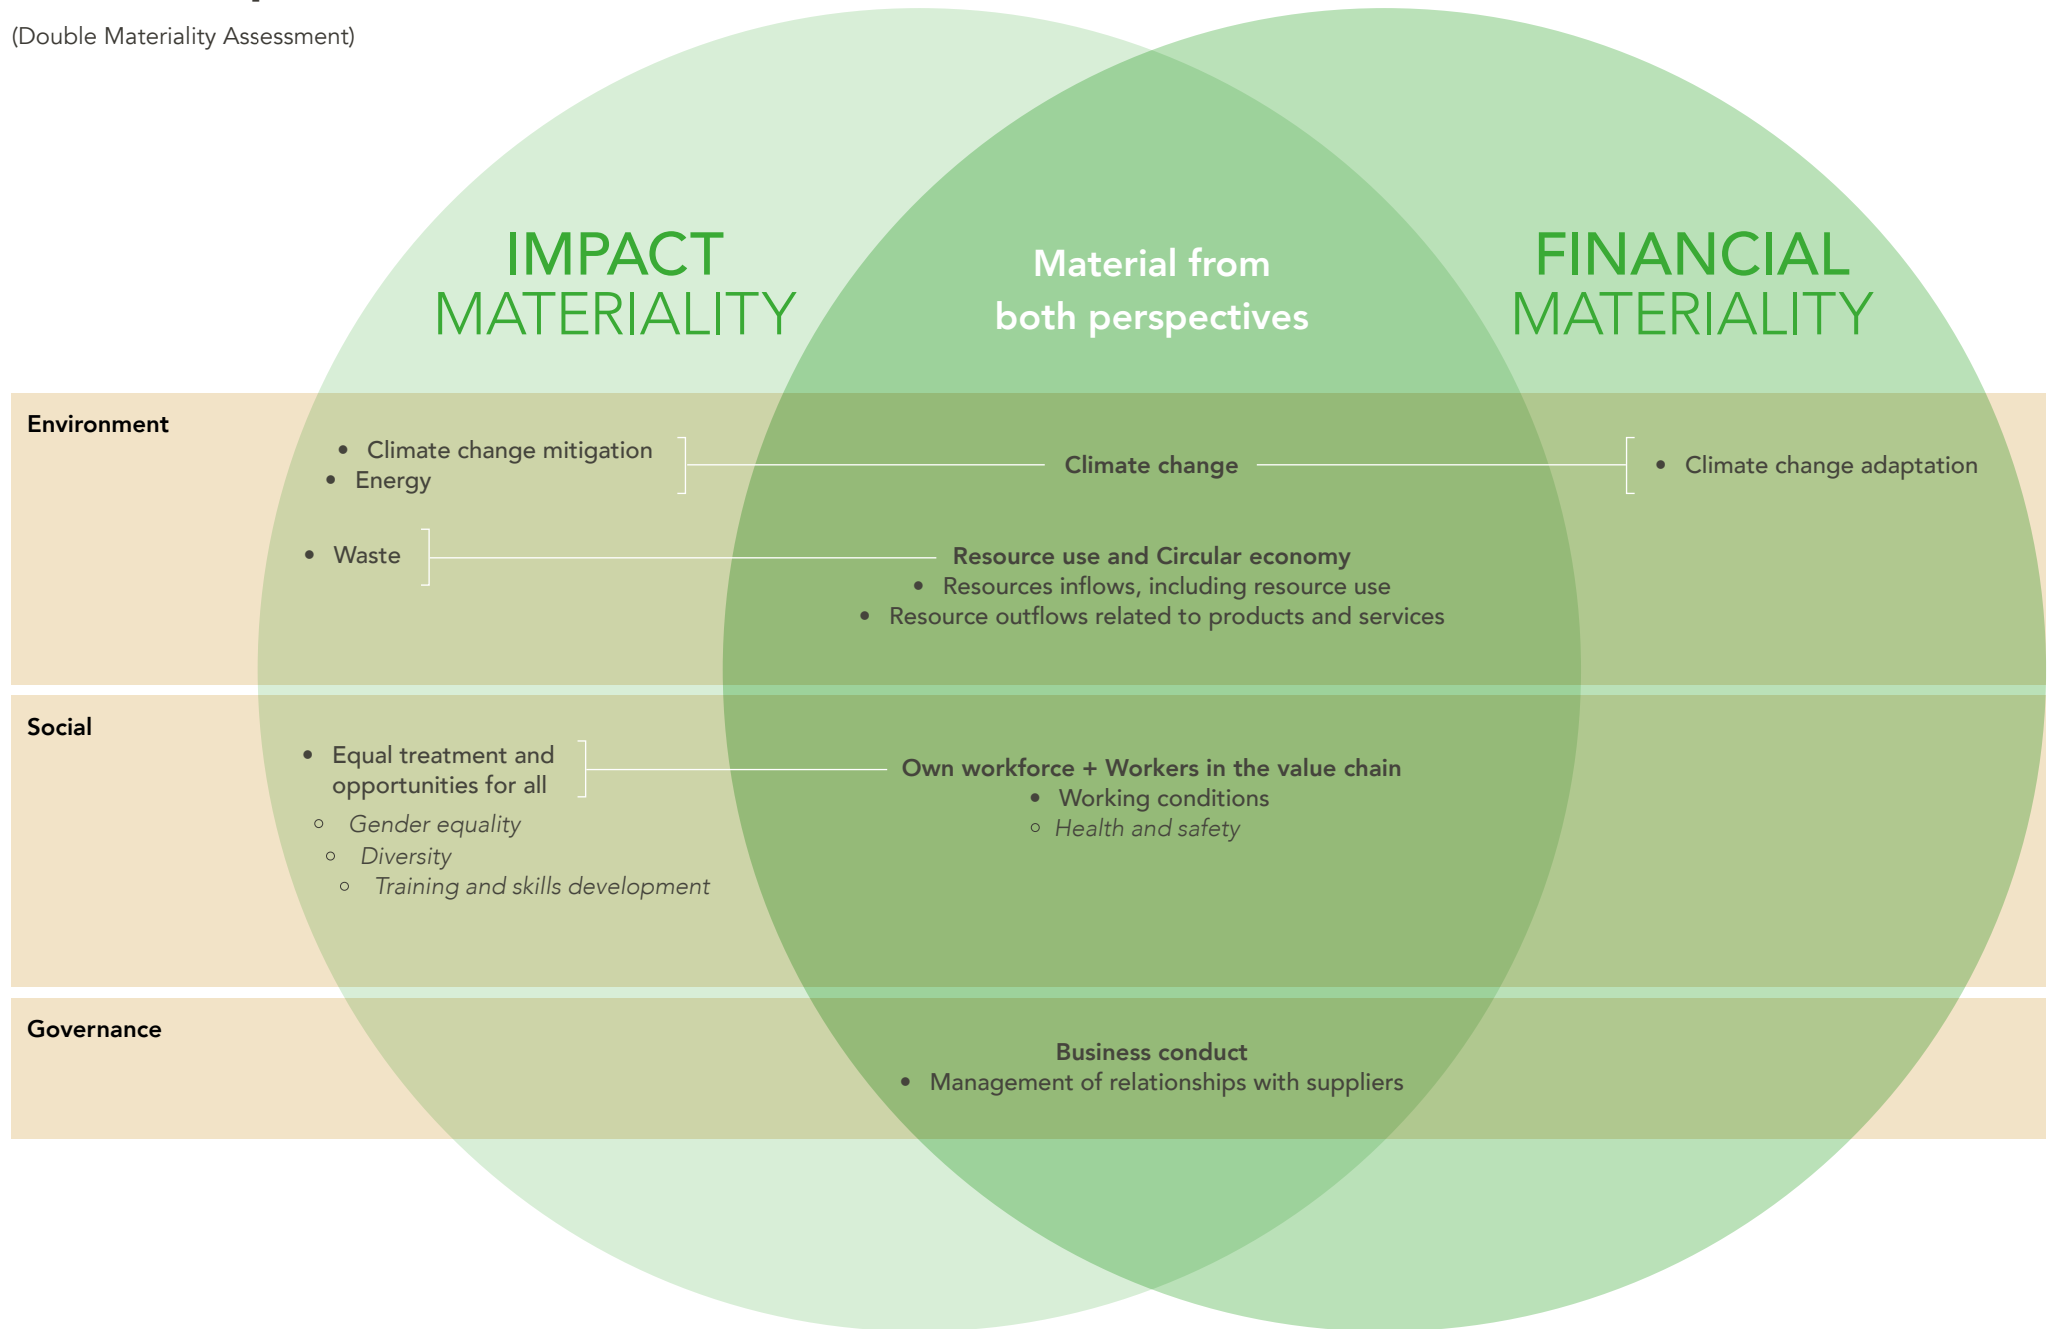 (Double Materiality Assessment)
IMPACT
MATERIALITY
Material from
both perspectives
FINANCIAL
MATERIALITY
Environment
• Climate change mitigation
• Energy
Climate change
• Climate change adaptation
• Waste
Resource use and Circular economy
• Resources inflows, including resource use
• Resource outflows related to products and services
Social
• Equal treatment and
opportunities for all
○ Gender equality
○ Diversity
○ Training and skills development
Own workforce + Workers in the value chain
• Working conditions
○ Health and safety
Governance
Business conduct
• Management of relationships with suppliers